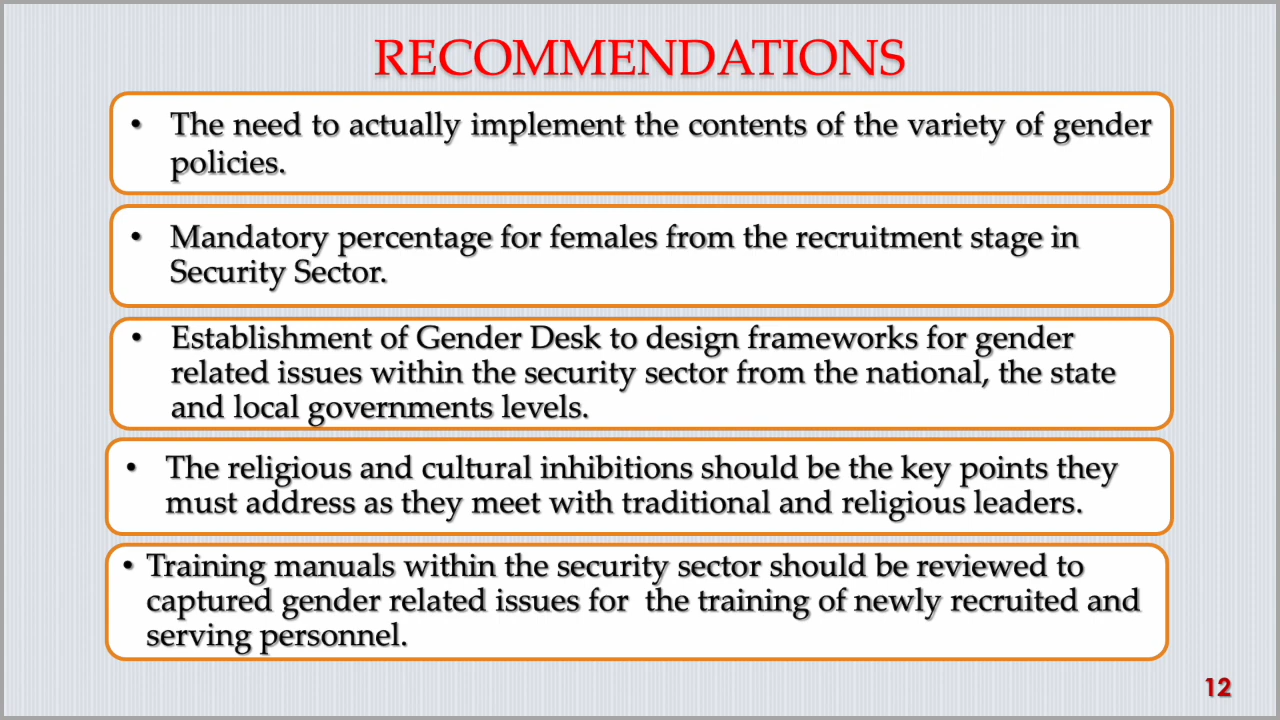 RECOMMENDATIONS
• The need to actually implement the contents of the variety of gender
policies.
• Mandatory percentage for females from the recruitment stage in
Security Sector.
• Establishment of Gender Desk to design frameworks for gender
related issues within the security sector from the national, the state
and local governments levels.
• The religious and cultural inhibitions should be the key points they
must address as they meet with traditional and religious leaders.
• Training manuals within the security sector should be reviewed to
captured gender related issues for  the training of newly recruited and
serving personnel.
12